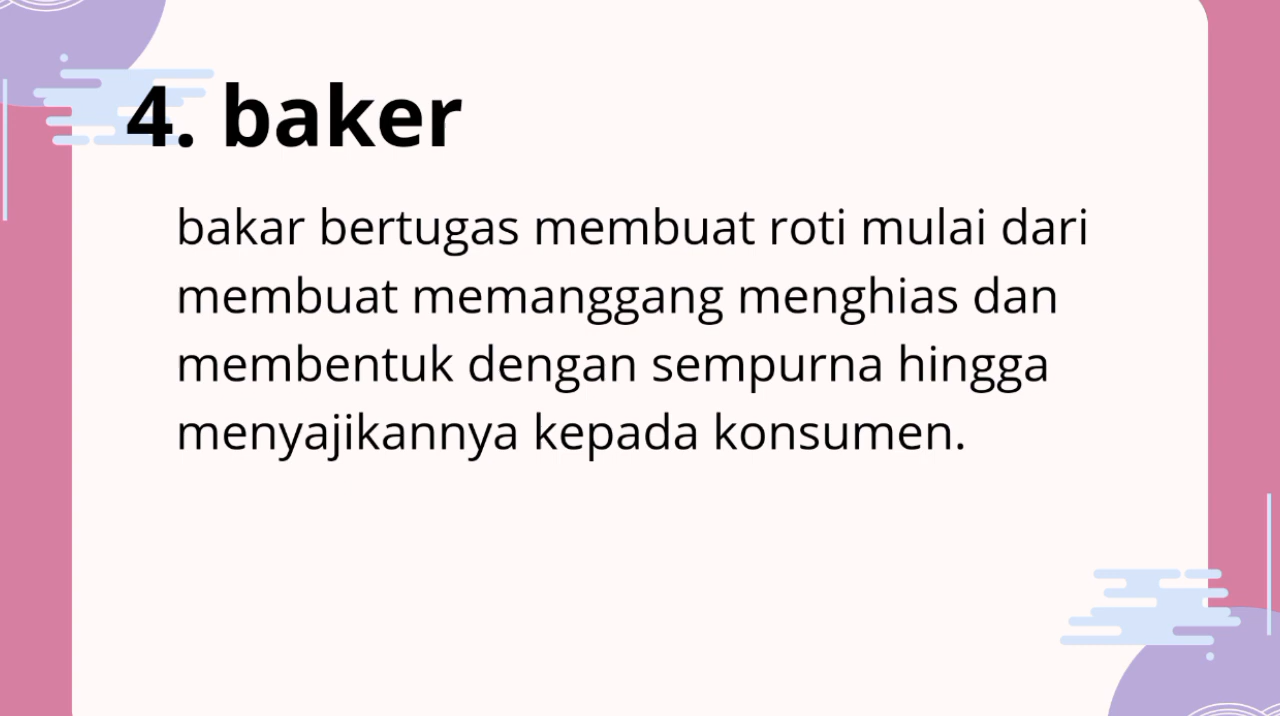 4. baker
bakar bertugas membuat roti mulai dari
membuat memanggang menghias dan
membentuk dengan sempurna hingga
menyajikannya kepada konsumen.